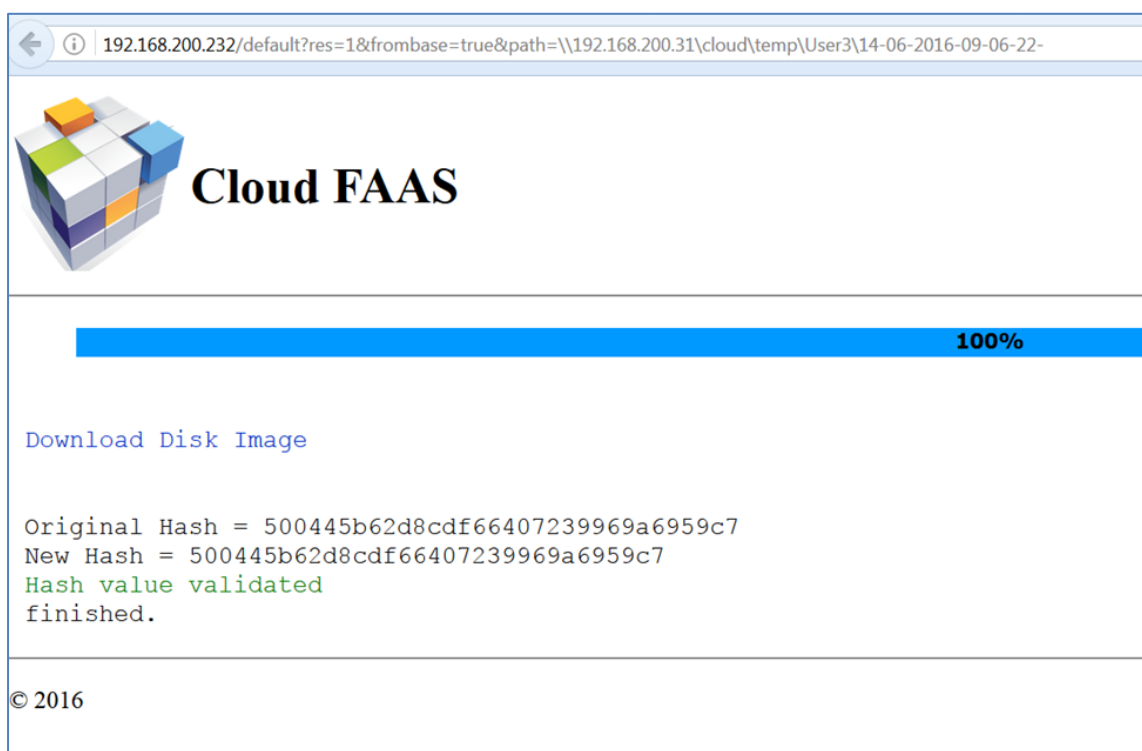 192.168.200.232/default?res=1&frombase=true&path=\\192.168.200.31\cloud\temp\User3\14-06-2016-09-06-22-
Cloud FAAS
100%
Download Disk Image
Original Hash = 500445b62d8cdf66407239969a6959c7
New Hash = 500445b62d8cdf66407239969a6959c7
Hash value validated
finished.
© 2016